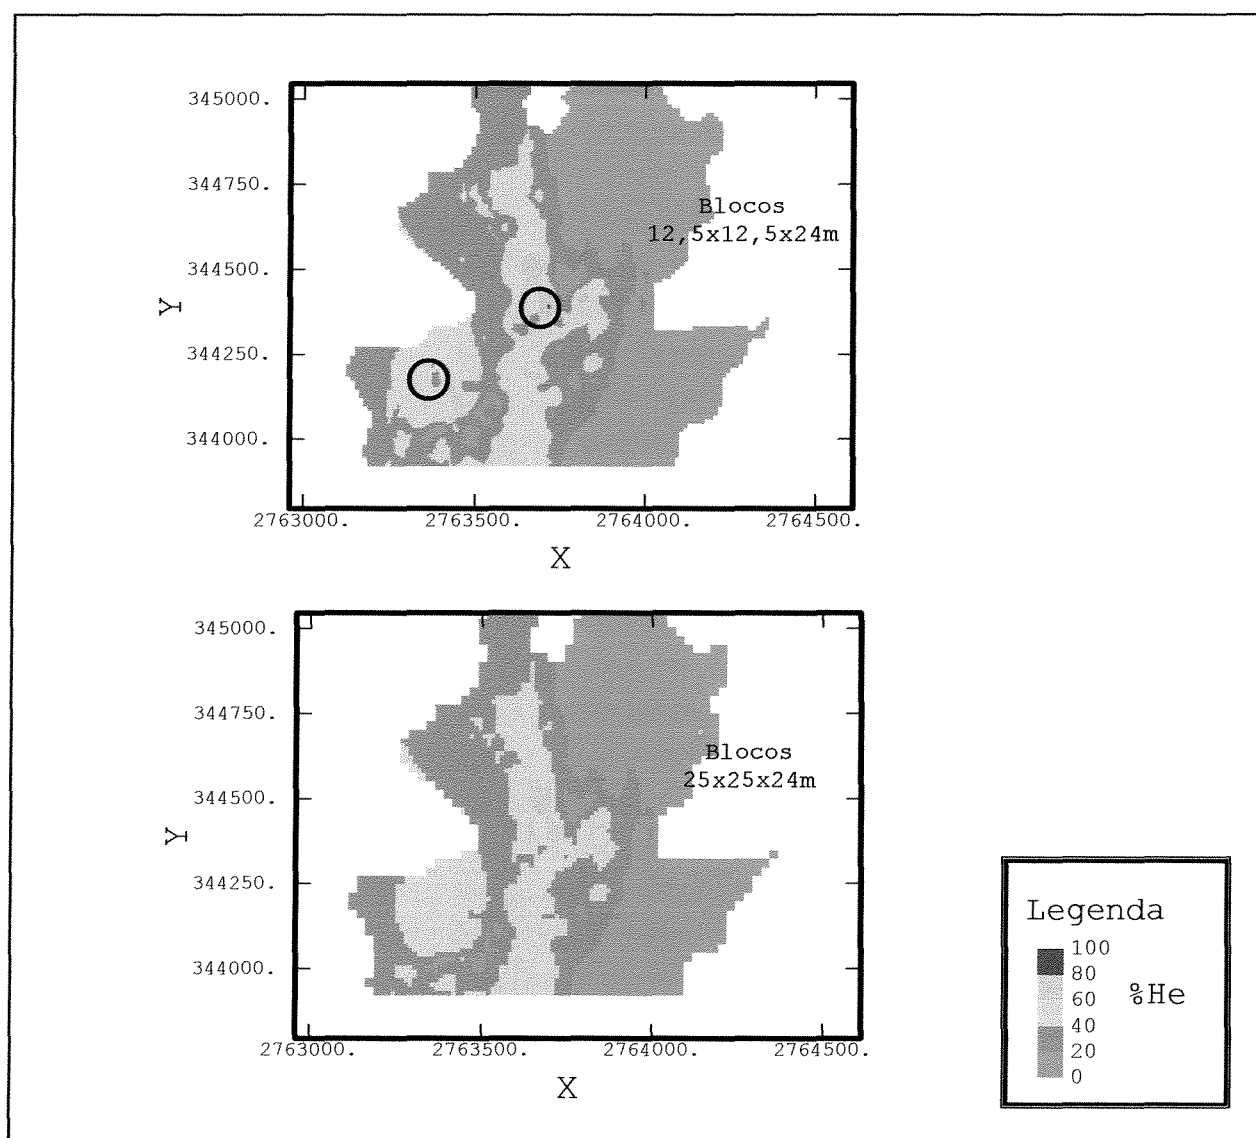 345000.
344750.
Blocos
12,5x12,5x24m
344500.
Y
344250.
344000.
2763000. 2763500. 2764000. 2764500.
X
345000.
344750.
Blocos
25x25x24m
344500.
Y
344250.
344000.
2763000. 2763500. 2764000. 2764500.
X
Legenda
100
80
60 %He
40
20
0